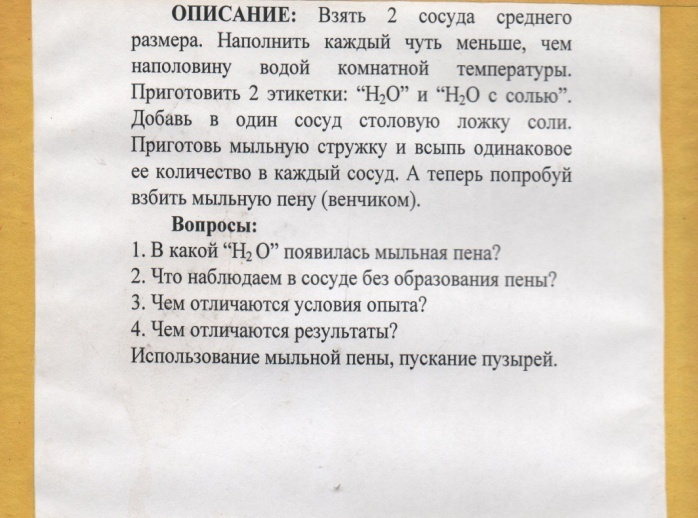 ОПИСАНИЕ: Взять 2 сосуда среднего
размера. Наполнить каждый чуть меньше, чем
наполовину водой комнатной температуры.
Приготовить 2 этикетки: “H₂O” и “H₂O с солью”.
Добавь в один сосуд столовую ложку соли.
Приготовь мыльную стружку и всыпь одинаковое
ее количество в каждый сосуд. А теперь попробуй
взбить мыльную пену (венчиком).
Вопросы:
1. В какой “H₂ O” появилась мыльная пена?
2. Что наблюдаем в сосуде без образования пены?
3. Чем отличаются условия опыта?
4. Чем отличаются результаты?
Использование мыльной пены, пускание пузырей.